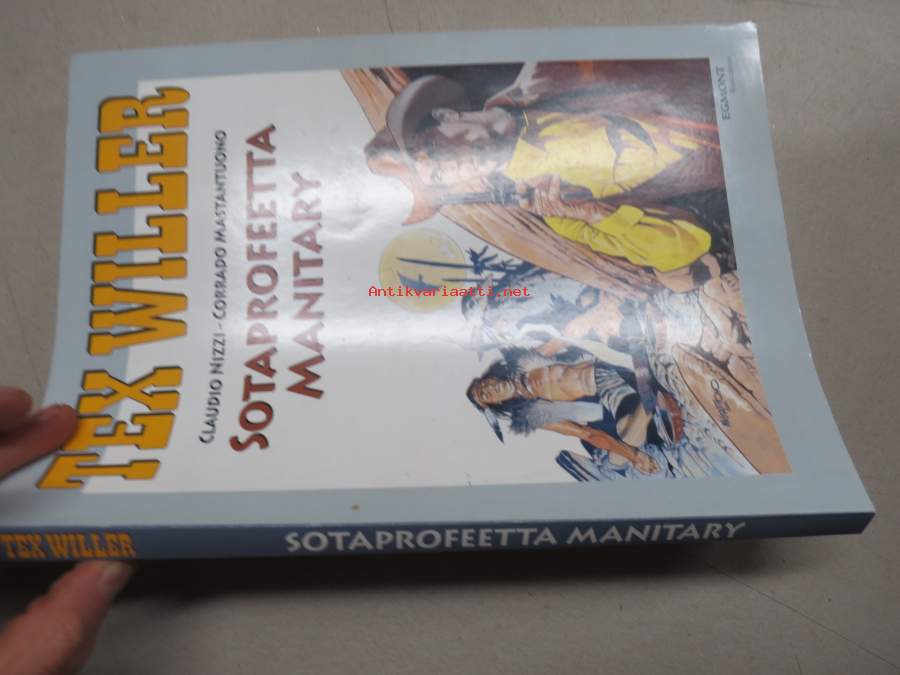 TEX WILLER
CLAUDIO NIZZI - CORRADO MASTANTUONO
SOTAPROFEETTA
MANITARY
EGMONT
Antikvariaatti.net
TEX WILLER
SOTAPROFEETTA MANITARY